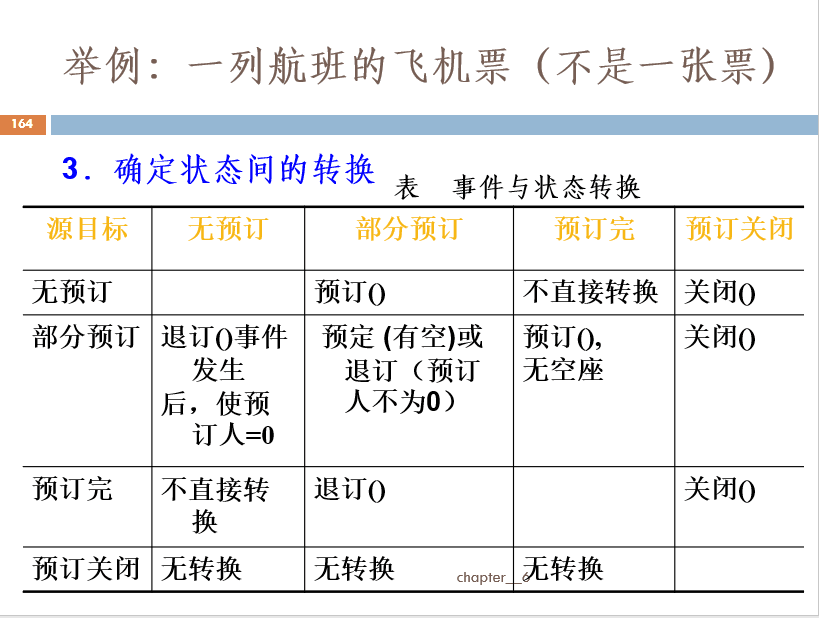 举例：一列航班的飞机票（不是一张票）
164
3．确定状态间的转换
表 事件与状态转换
源目标 无预订 部分预订 预订完 预订关闭
无预订 预订() 不直接转换 关闭()
部分预订 退订()事件 预定 (有空)或 预订(), 关闭()
发生 退订（预订 无空座
后，使预 人不为0）
订人=0
预订完 不直接转 退订() 关闭()
换
预订关闭 无转换 无转换 无转换
chapter__6